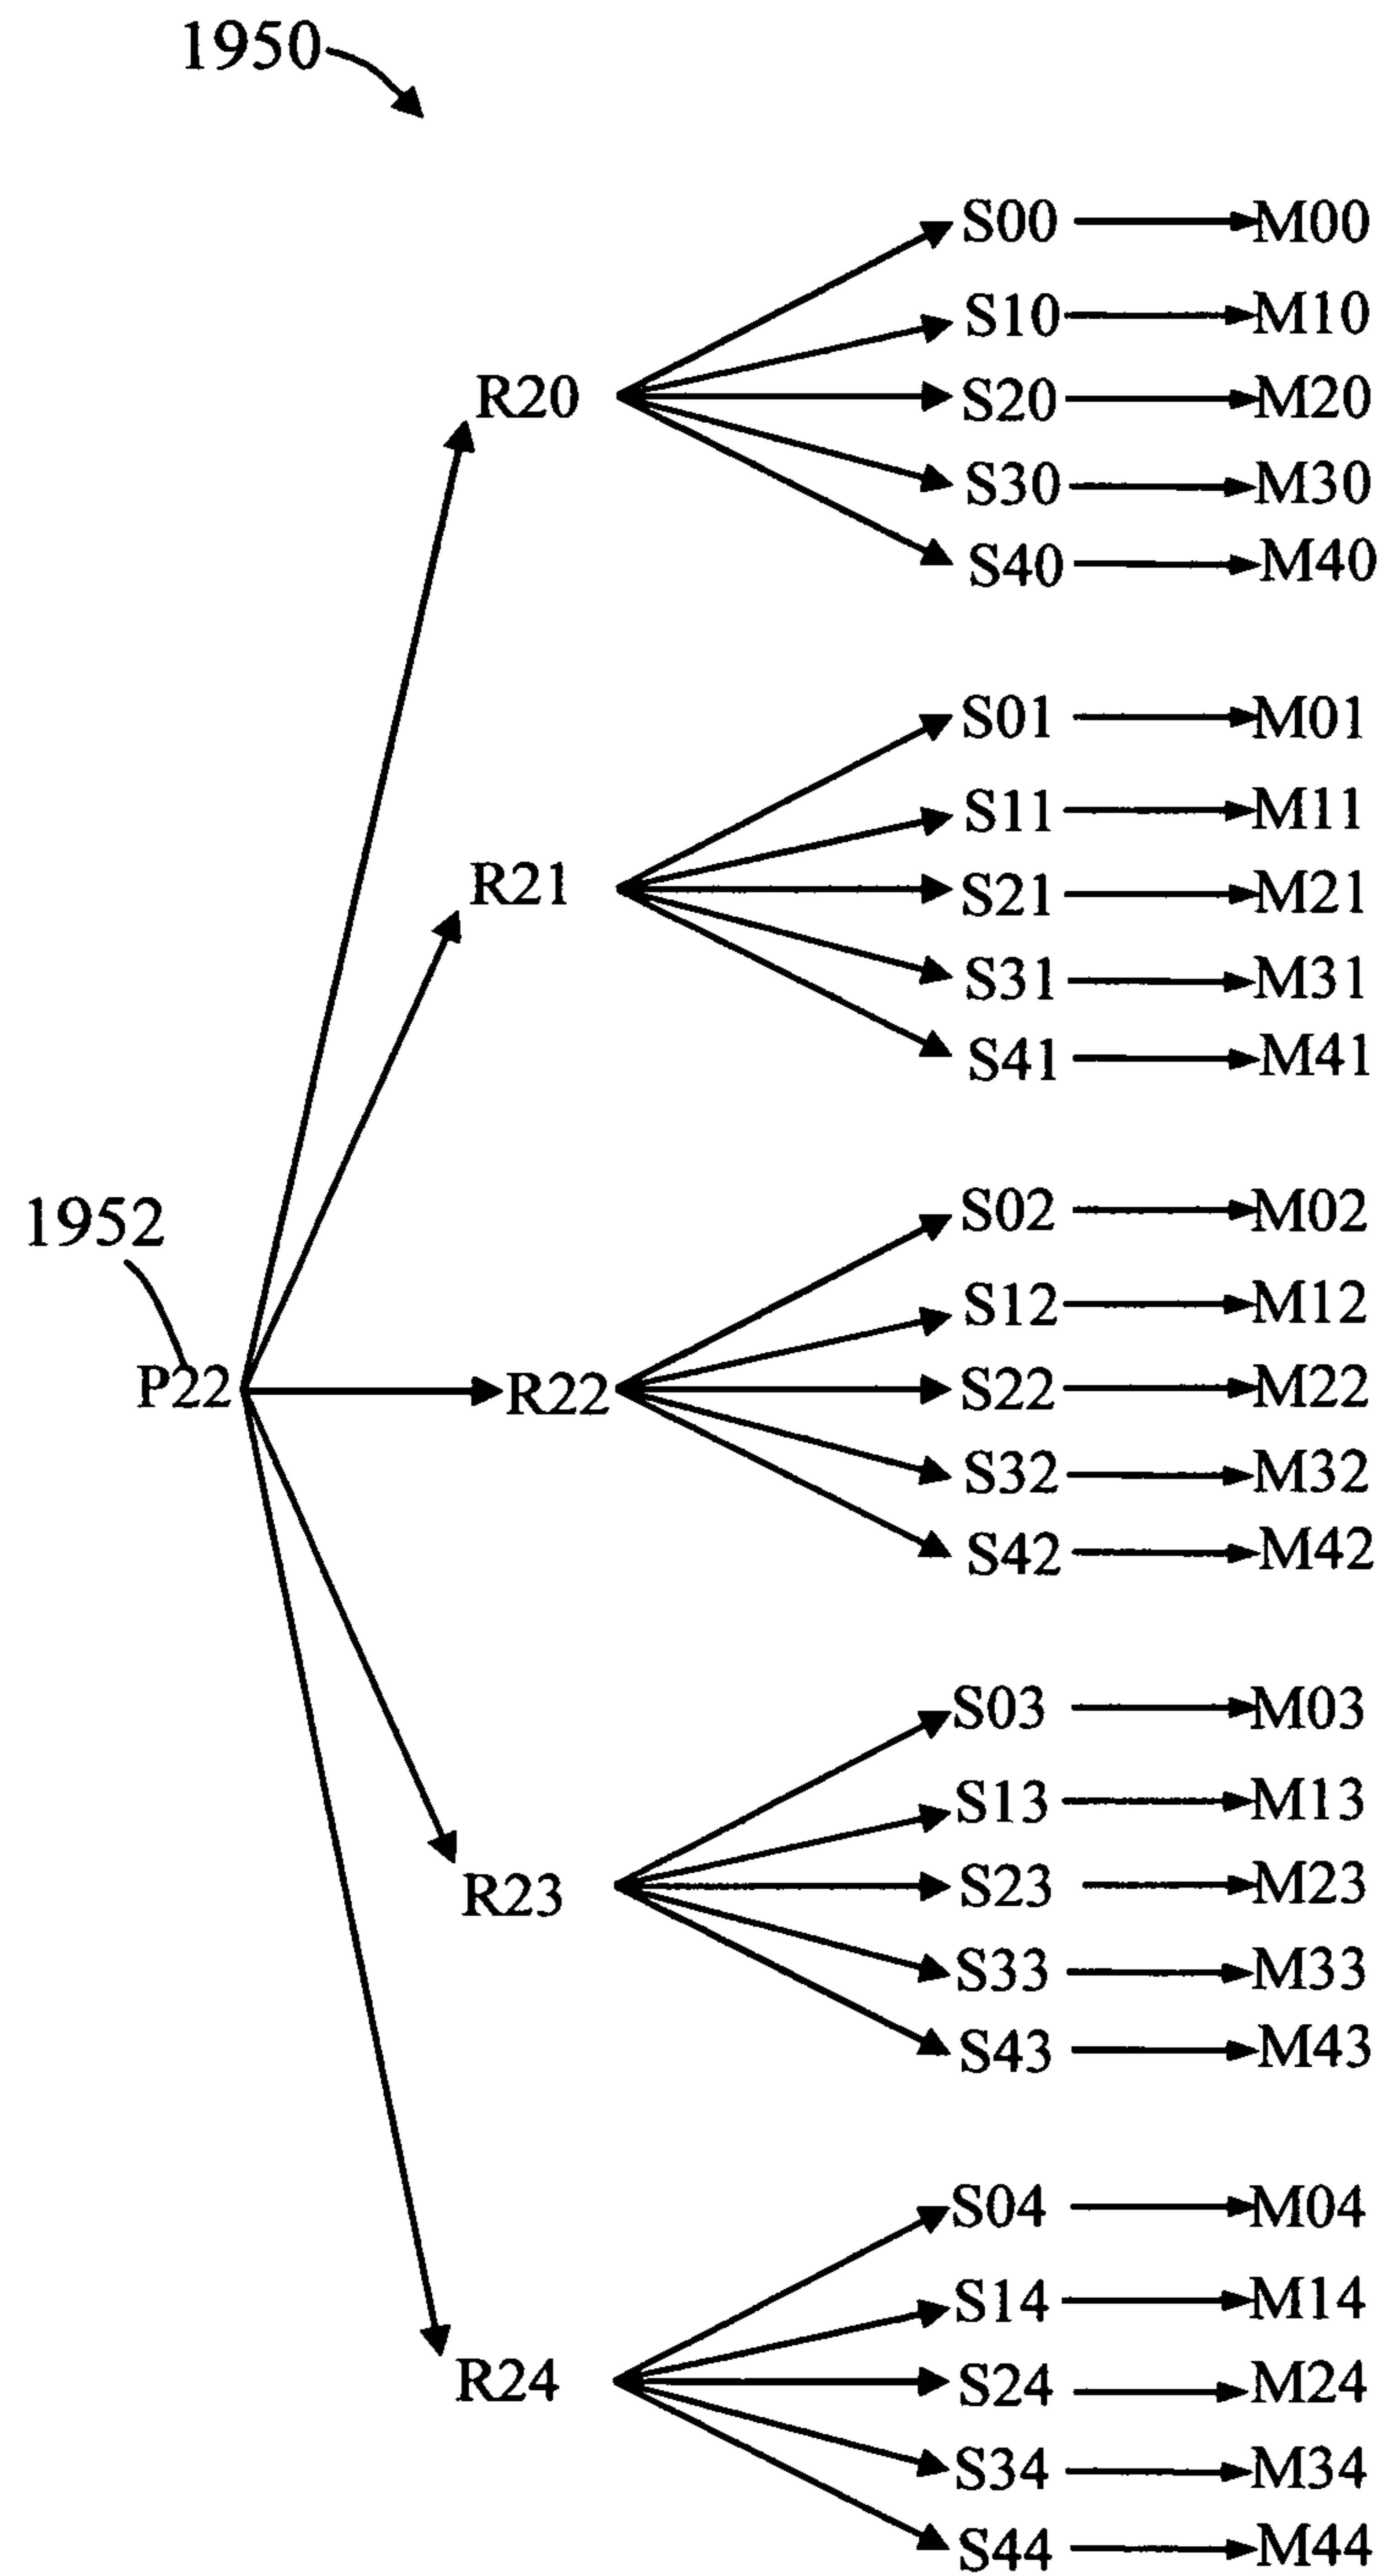 1950
S00 M00
S10 M10
R20 S20 M20
S30 M30
S40 M40
S01 M01
S11 M11
R21 S21 M21
S31 M31
S41 M41
1952
S02 M02
S12 M12
P22 R22 S22 M22
S32 M32
S42 M42
S03 M03
S13 M13
R23 S23 M23
S33 M33
S43 M43
S04 M04
S14 M14
R24 S24 M24
S34 M34
S44 M44